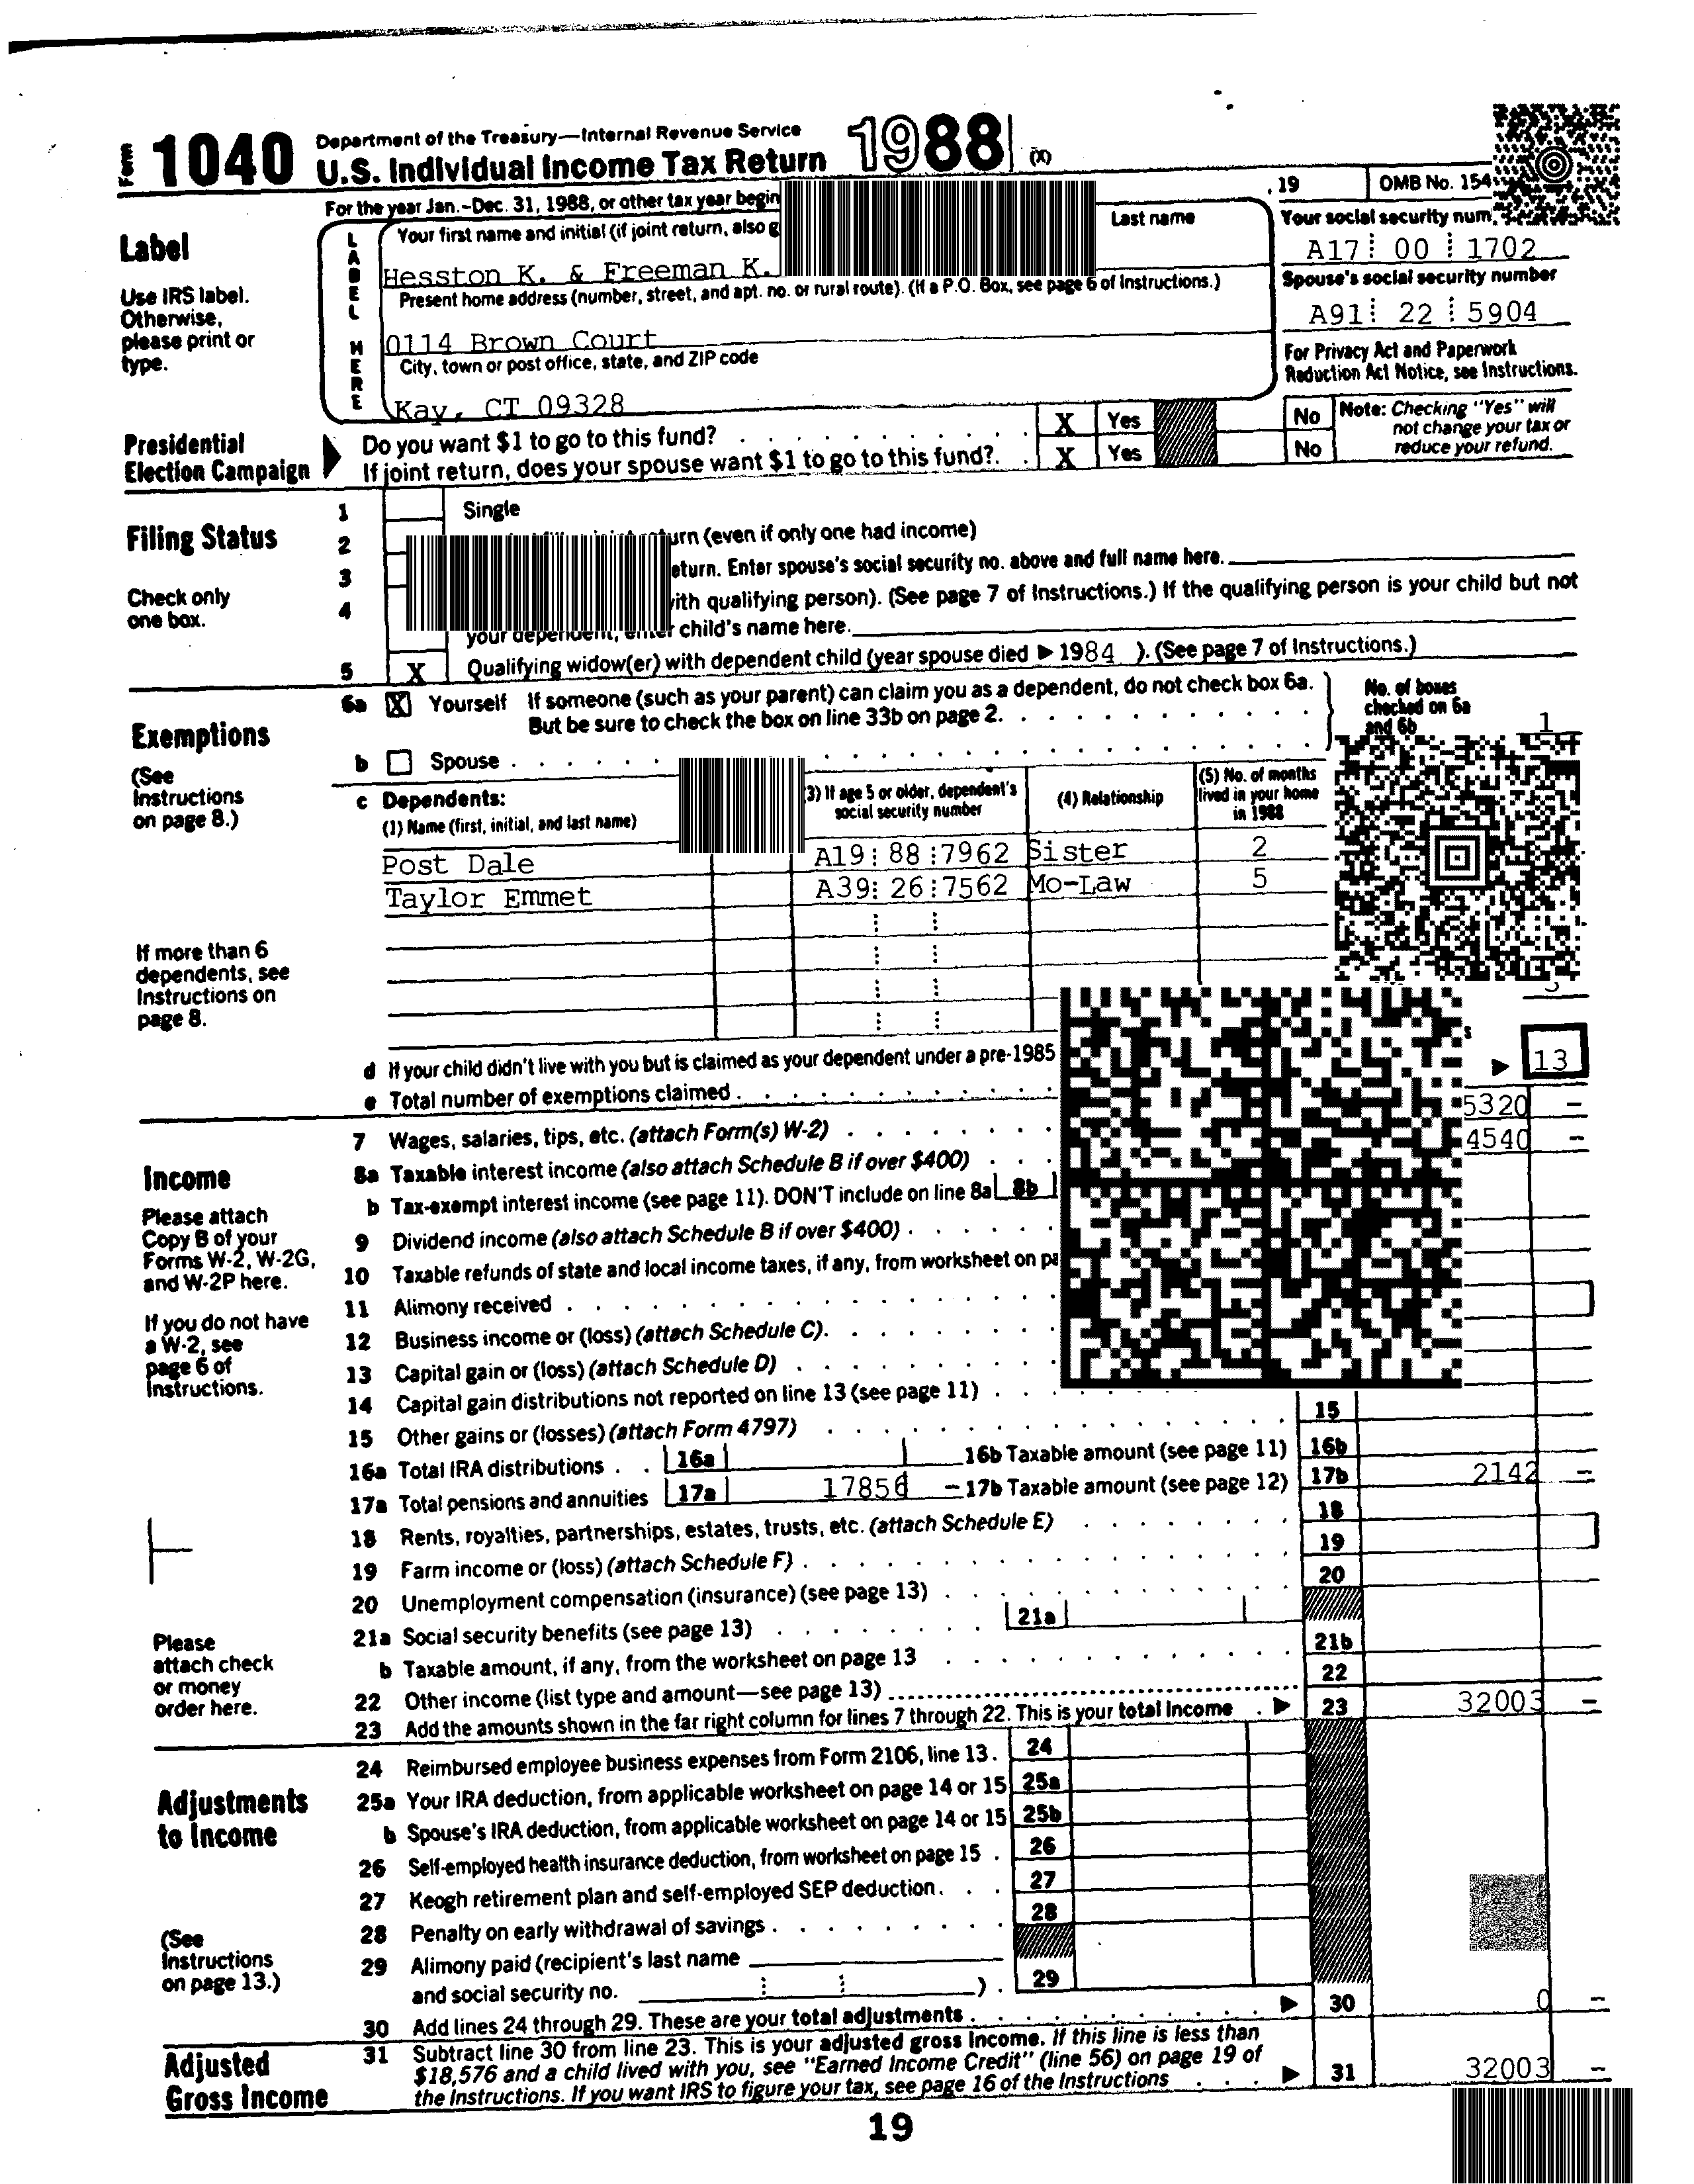 Form 1040 Department of the Treasury—Internal Revenue Service
U.S. Individual Income Tax Return 1988 (X)
For the year Jan.-Dec. 31, 1988, or other tax year begin , 19 OMB No. 154
Label
Use IRS label.
Otherwise,
please print or
type.
LABEL HERE
Your first name and initial (if joint return, also g Last name
Hesston K. & Freeman K.
Your social security num
A17 00 1702
Present home address (number, street, and apt. no. or rural route). (If a P.O. Box, see page 6 of Instructions.)
0114 Brown Court
Spouse's social security number
A91 22 5904
City, town or post office, state, and ZIP code
Kay, CT 09328
For Privacy Act and Paperwork
Reduction Act Notice, see Instructions.
Presidential
Election Campaign
Do you want $1 to go to this fund? X Yes No
If joint return, does your spouse want $1 to go to this fund?. X Yes No
Note: Checking "Yes" will
not change your tax or
reduce your refund.
Filing Status
Check only
one box.
1 Single
2 urn (even if only one had income)
3 eturn. Enter spouse's social security no. above and full name here.
4 ith qualifying person). (See page 7 of Instructions.) If the qualifying person is your child but not
your dependent, enter child's name here.
5 X Qualifying widow(er) with dependent child (year spouse died ▶ 1984 ). (See page 7 of Instructions.)
Exemptions
(See
Instructions
on page 8.)
6a X Yourself If someone (such as your parent) can claim you as a dependent, do not check box 6a.
But be sure to check the box on line 33b on page 2.
No. of boxes
checked on 6a
and 6b 1
b Spouse
c Dependents:
(1) Name (first, initial, and last name)
3) If age 5 or older, dependent's
social security number
(4) Relationship
(5) No. of months
lived in your home
in 1988
Post Dale A19 88 7962 Sister 2
Taylor Emmet A39 26 7562 Mo-Law 5
If more than 6
dependents, see
Instructions on
page 8.
d If your child didn't live with you but is claimed as your dependent under a pre-1985
e Total number of exemptions claimed ▶ 13
Income
Please attach
Copy B of your
Forms W-2, W-2G,
and W-2P here.
If you do not have
a W-2, see
page 6 of
Instructions.
Please
attach check
or money
order here.
7 Wages, salaries, tips, etc. (attach Form(s) W-2) 5320 –
8a Taxable interest income (also attach Schedule B if over $400) 4540 –
b Tax-exempt interest income (see page 11). DON'T include on line 8a 8b
9 Dividend income (also attach Schedule B if over $400)
10 Taxable refunds of state and local income taxes, if any, from worksheet on pa
11 Alimony received
12 Business income or (loss) (attach Schedule C).
13 Capital gain or (loss) (attach Schedule D)
14 Capital gain distributions not reported on line 13 (see page 11)
15 Other gains or (losses) (attach Form 4797) 15
16a Total IRA distributions 16a 16b Taxable amount (see page 11) 16b
17a Total pensions and annuities 17a 17856 – 17b Taxable amount (see page 12) 17b 2142 –
18 Rents, royalties, partnerships, estates, trusts, etc. (attach Schedule E) 18
19 Farm income or (loss) (attach Schedule F) 19
20 Unemployment compensation (insurance) (see page 13) 20
21a Social security benefits (see page 13) 21a
b Taxable amount, if any, from the worksheet on page 13 21b
22 Other income (list type and amount—see page 13) 22
23 Add the amounts shown in the far right column for lines 7 through 22. This is your total income ▶ 23 32003 –
Adjustments
to Income
(See
Instructions
on page 13.)
24 Reimbursed employee business expenses from Form 2106, line 13. 24
25a Your IRA deduction, from applicable worksheet on page 14 or 15 25a
b Spouse's IRA deduction, from applicable worksheet on page 14 or 15 25b
26 Self-employed health insurance deduction, from worksheet on page 15 26
27 Keogh retirement plan and self-employed SEP deduction 27
28 Penalty on early withdrawal of savings 28
29 Alimony paid (recipient's last name
and social security no. ). 29
30 Add lines 24 through 29. These are your total adjustments ▶ 30 0 –
Adjusted
Gross Income
31 Subtract line 30 from line 23. This is your adjusted gross income. If this line is less than
$18,576 and a child lived with you, see "Earned Income Credit" (line 56) on page 19 of
the Instructions. If you want IRS to figure your tax, see page 16 of the Instructions ▶ 31 32003 –
19